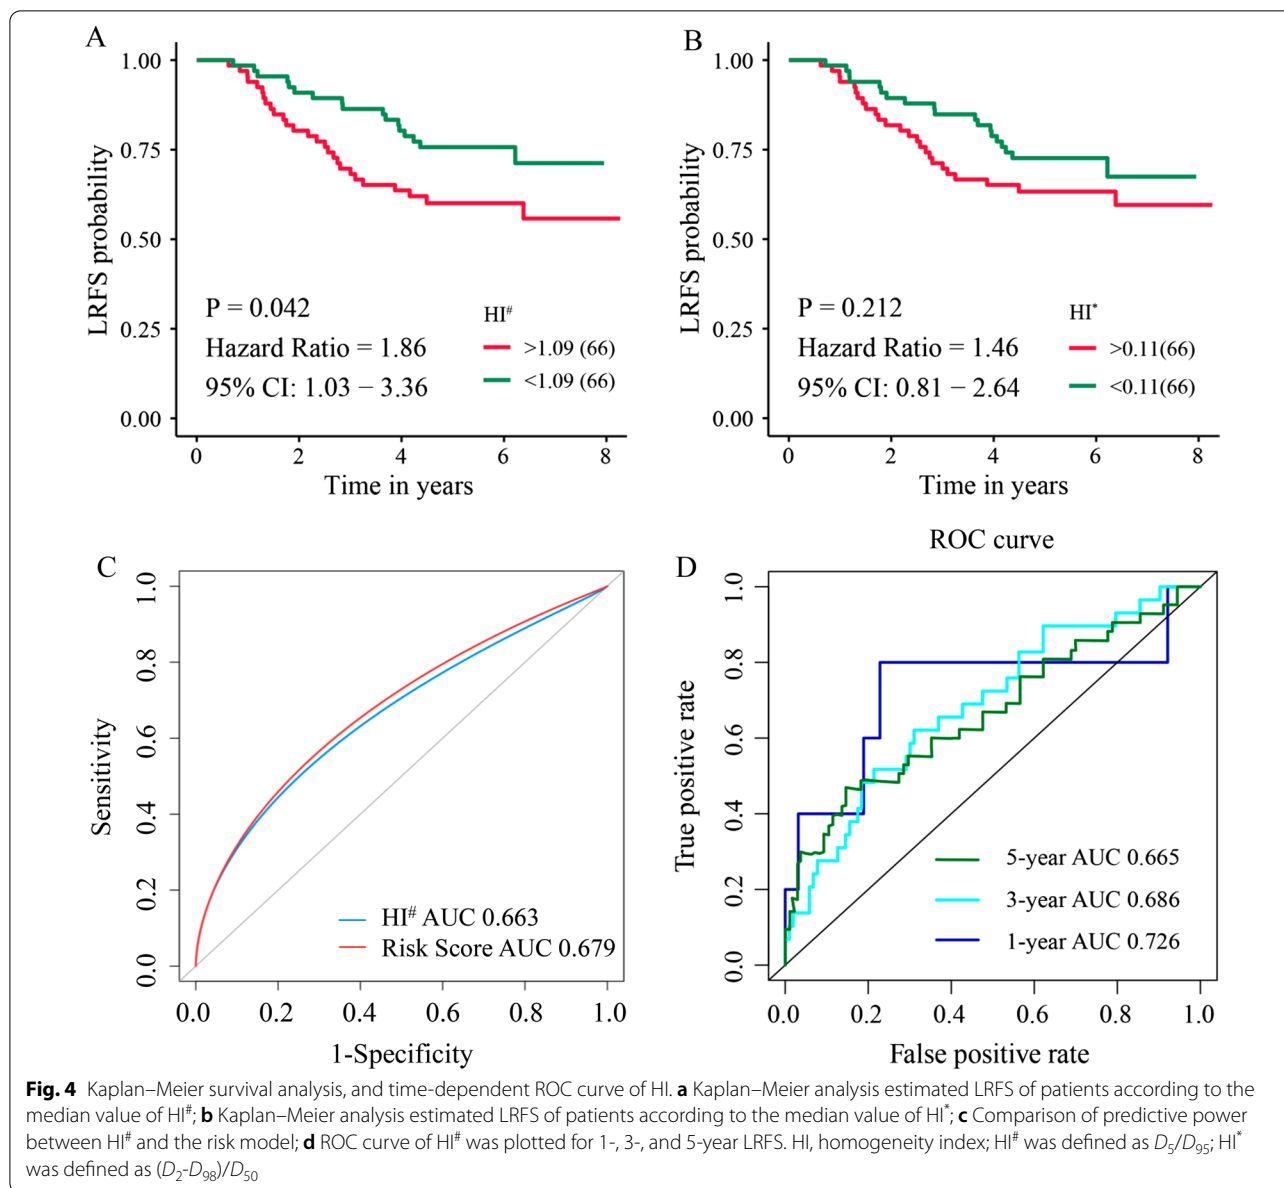 A
LRFS probability
1.00
0.75
0.50
0.25
0.00
P = 0.042
Hazard Ratio = 1.86
95% CI: 1.03 – 3.36
HI#
>1.09 (66)
<1.09 (66)
0 2 4 6 8
Time in years
B
LRFS probability
1.00
0.75
0.50
0.25
0.00
P = 0.212
Hazard Ratio = 1.46
95% CI: 0.81 – 2.64
HI*
>0.11(66)
<0.11(66)
0 2 4 6 8
Time in years
C
Sensitivity
1.0
0.8
0.6
0.4
0.2
0.0
HI# AUC 0.663
Risk Score AUC 0.679
0.0 0.2 0.4 0.6 0.8 1.0
1-Specificity
D
ROC curve
True positive rate
1.0
0.8
0.6
0.4
0.2
0.0
5-year AUC 0.665
3-year AUC 0.686
1-year AUC 0.726
0.0 0.2 0.4 0.6 0.8 1.0
False positive rate
Fig. 4 Kaplan–Meier survival analysis, and time-dependent ROC curve of HI. a Kaplan–Meier analysis estimated LRFS of patients according to the
median value of HI#; b Kaplan–Meier analysis estimated LRFS of patients according to the median value of HI*; c Comparison of predictive power
between HI# and the risk model; d ROC curve of HI# was plotted for 1-, 3-, and 5-year LRFS. HI, homogeneity index; HI# was defined as D5/D95; HI*
was defined as (D2-D98)/D50